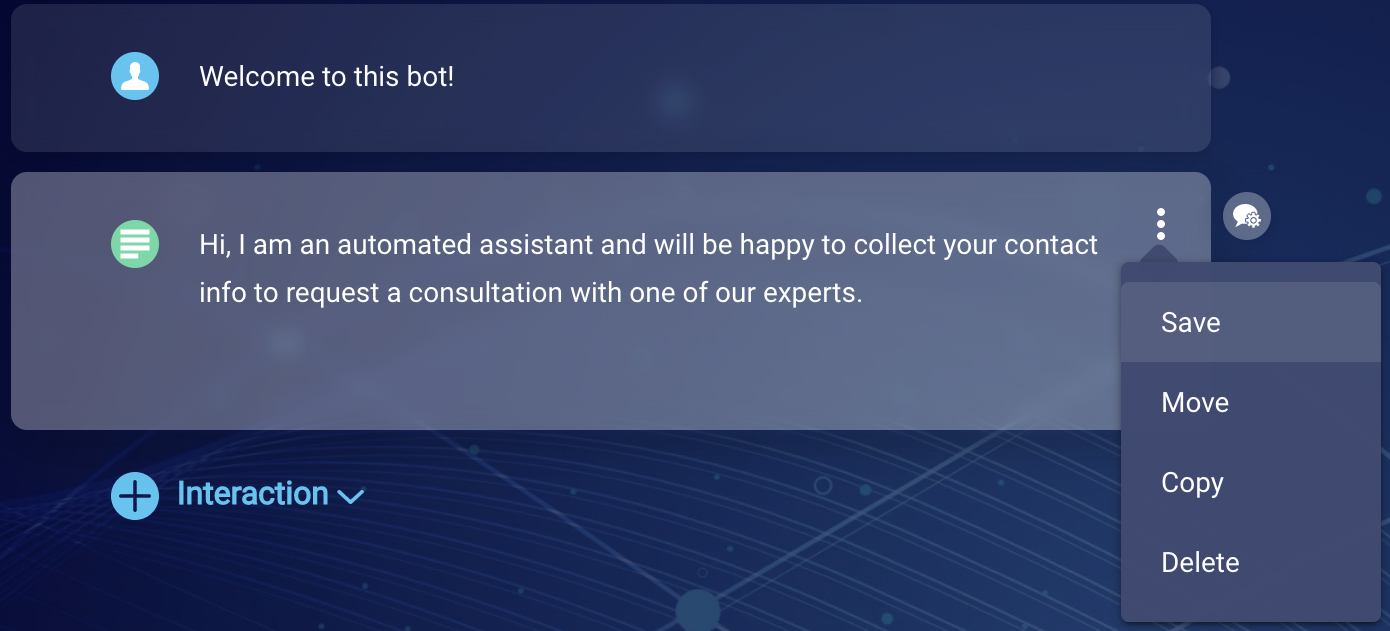 Welcome to this bot!
Hi, I am an automated assistant and will be happy to collect your contact
info to request a consultation with one of our experts.
Save
Move
Copy
Delete
Interaction